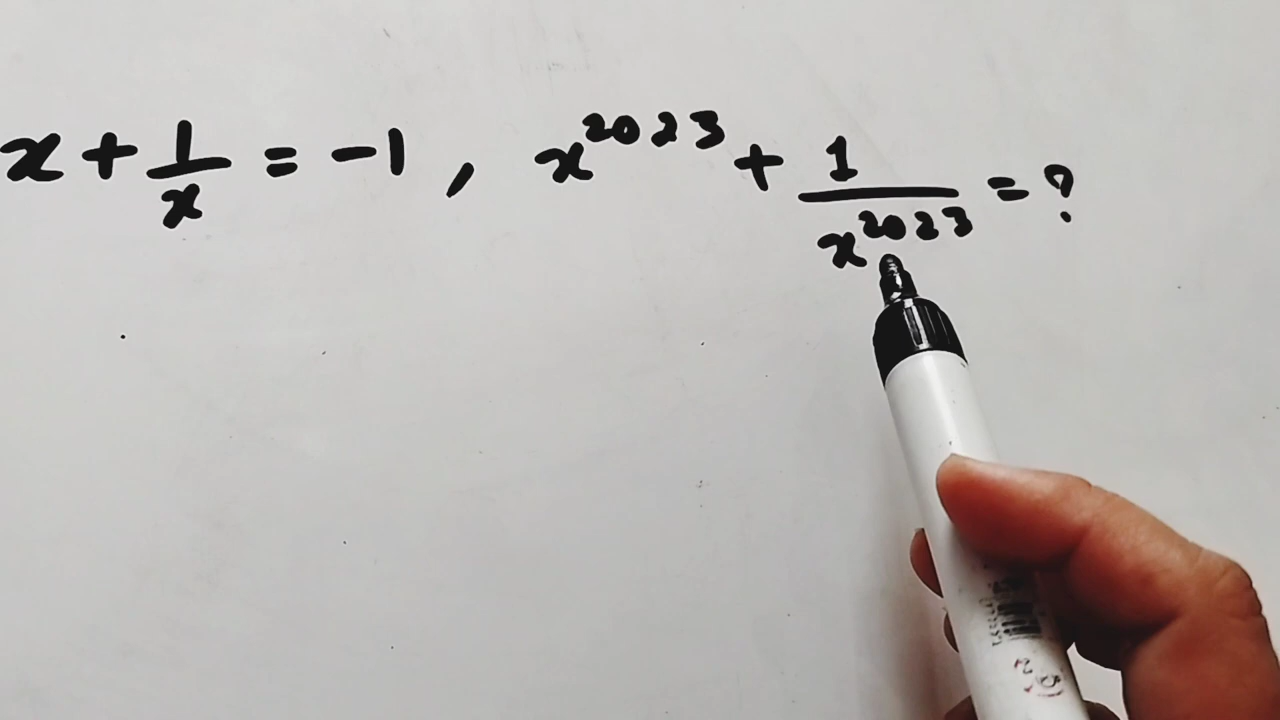 x + 1/x = -1 , x^2023 + 1/x^2023 = ?